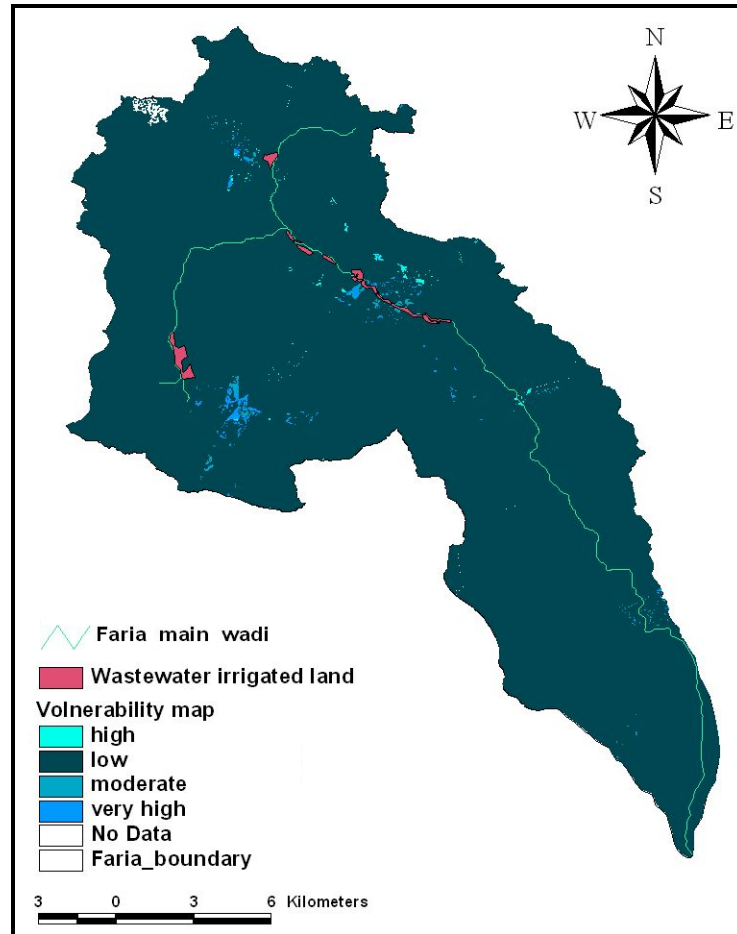 N
W E
S
Faria main wadi
Wastewater irrigated land
Volnerability map
high
low
moderate
very high
No Data
Faria_boundary
3 0 3 6 Kilometers